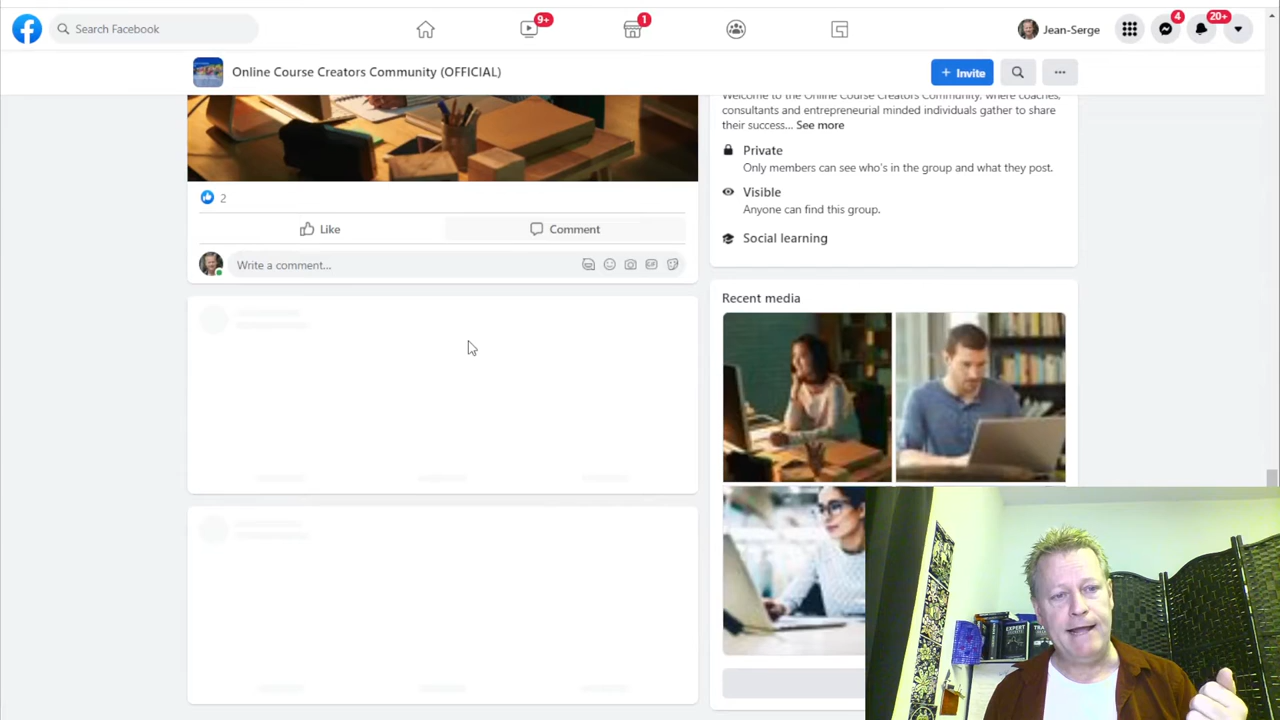 Search Facebook
9+
1
Jean-Serge
4
20+
Online Course Creators Community (OFFICIAL)
+ Invite
Welcome to the Online Course Creators Community, where coaches,
consultants and entrepreneurial minded individuals gather to share
their success... See more
Private
Only members can see who's in the group and what they post.
Visible
Anyone can find this group.
Social learning
2
Like
Comment
Write a comment...
Recent media
EXPERT
SECRETS